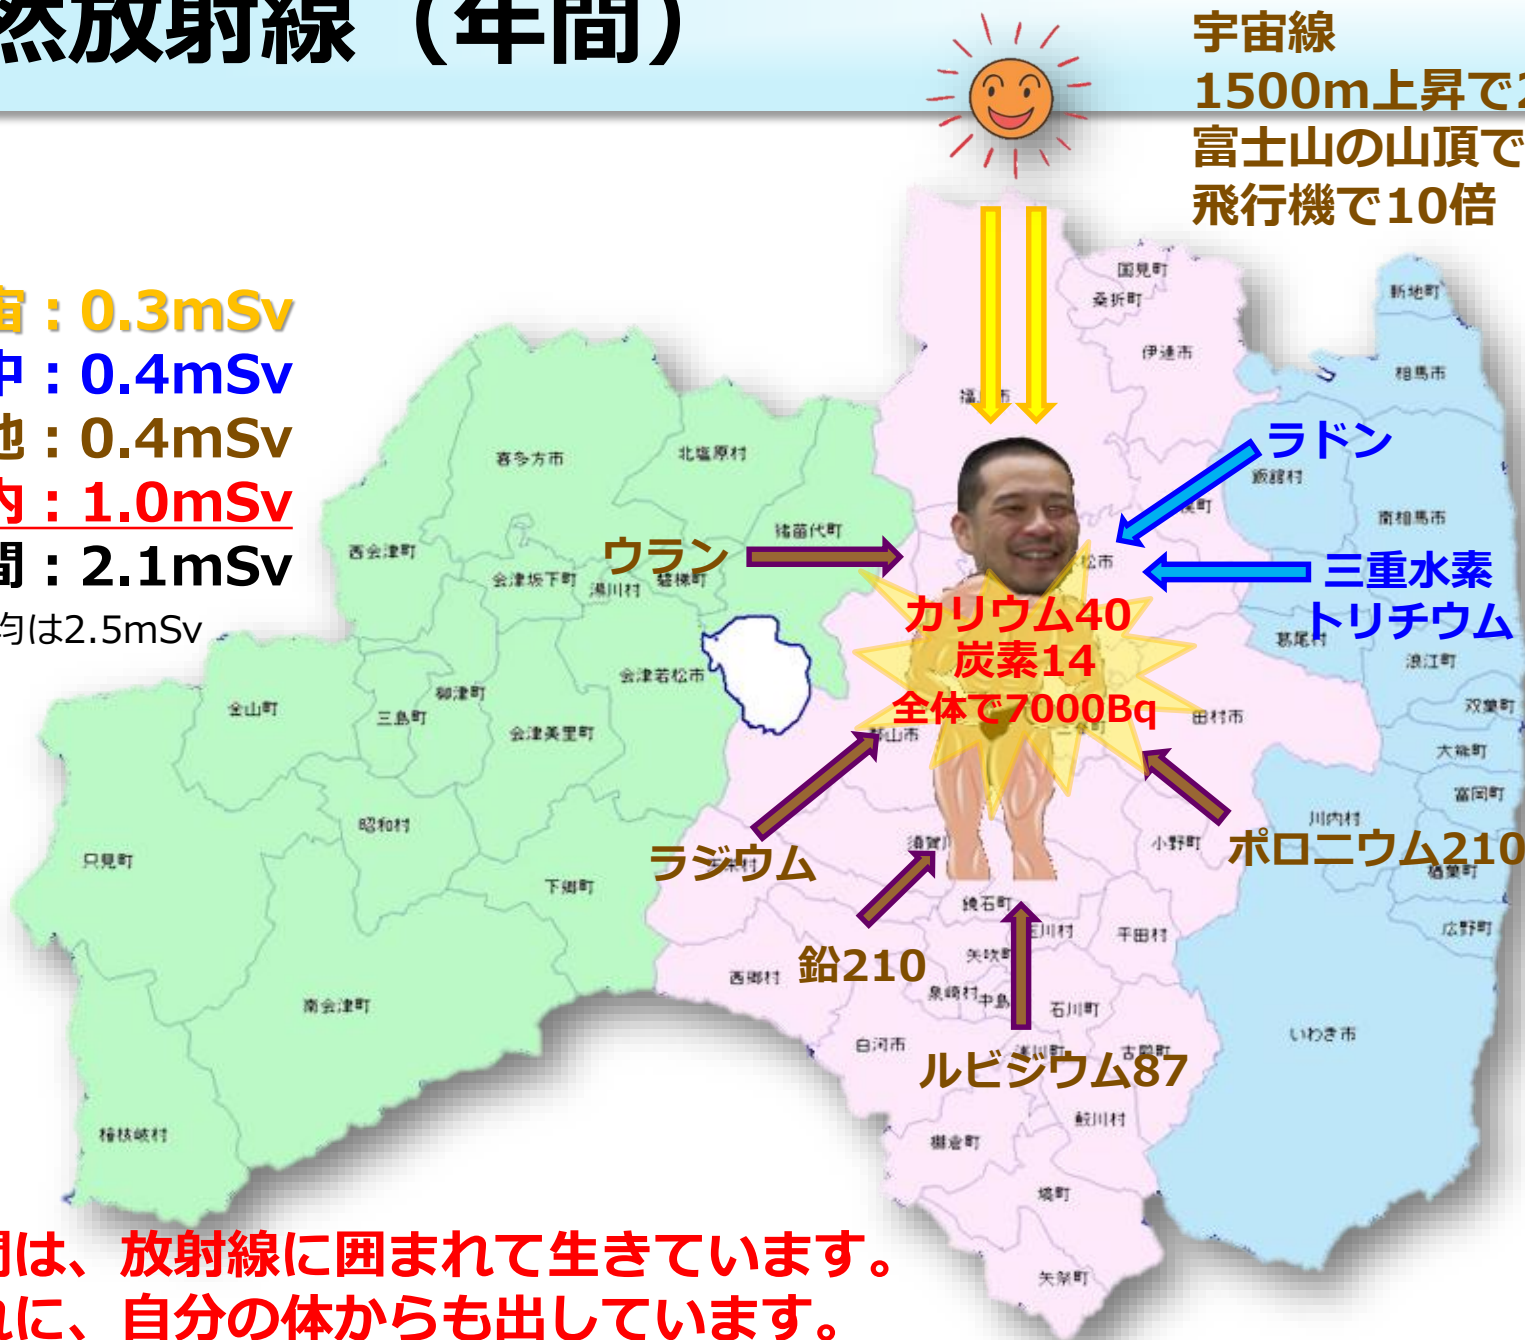 然放射線（年間）
宇宙線
1500m上昇で2
富士山の山頂で
飛行機で10倍
宙：0.3mSv
中：0.4mSv
地：0.4mSv
内：1.0mSv
間：2.1mSv
均は2.5mSv
国見町
桑折町
伊達市
新地町
相馬市
喜多方市
北塩原村
ラドン
飯舘村
猪苗代町
南相馬市
西会津町
ウラン
会津坂下町
湯川村
磐梯町
松市
三重水素
トリチウム
カリウム40
炭素14
全体で7000Bq
葛尾村
浪江町
会津若松市
柳津町
金山町
三島町
会津美里町
郡山市
田村市
双葉町
大熊町
富岡町
昭和村
川内村
只見町
小野町
ラジウム
ポロニウム210
楢葉町
下郷町
鏡石町
玉川村
平田村
広野町
矢吹町
鉛210
西郷村
泉崎村
中島
石川町
南会津町
いわき市
白河市
浅川町
古殿町
ルビジウム87
鮫川村
檜枝岐村
棚倉町
塙町
矢祭町
間は、放射線に囲まれて生きています。
れに、自分の体からも出しています。